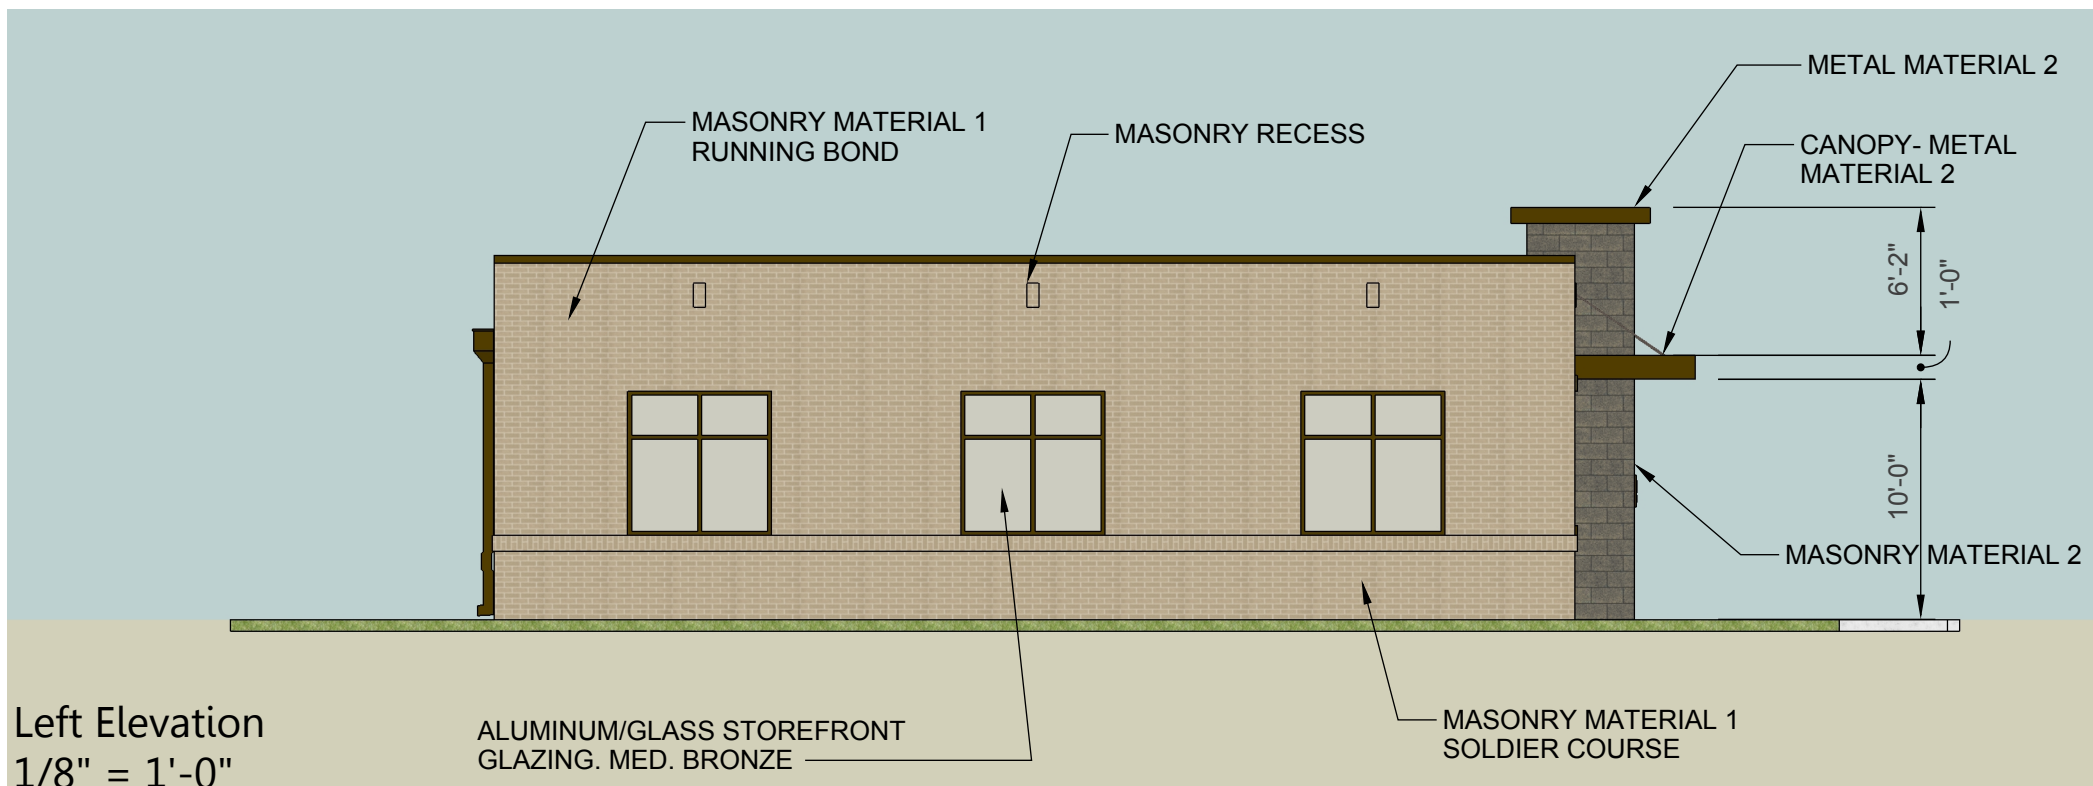 METAL MATERIAL 2
MASONRY MATERIAL 1
RUNNING BOND
MASONRY RECESS
CANOPY- METAL
MATERIAL 2
6'-2"
1'-0"
10'-0"
MASONRY MATERIAL 2
Left Elevation
1/8" = 1'-0"
ALUMINUM/GLASS STOREFRONT
GLAZING. MED. BRONZE
MASONRY MATERIAL 1
SOLDIER COURSE